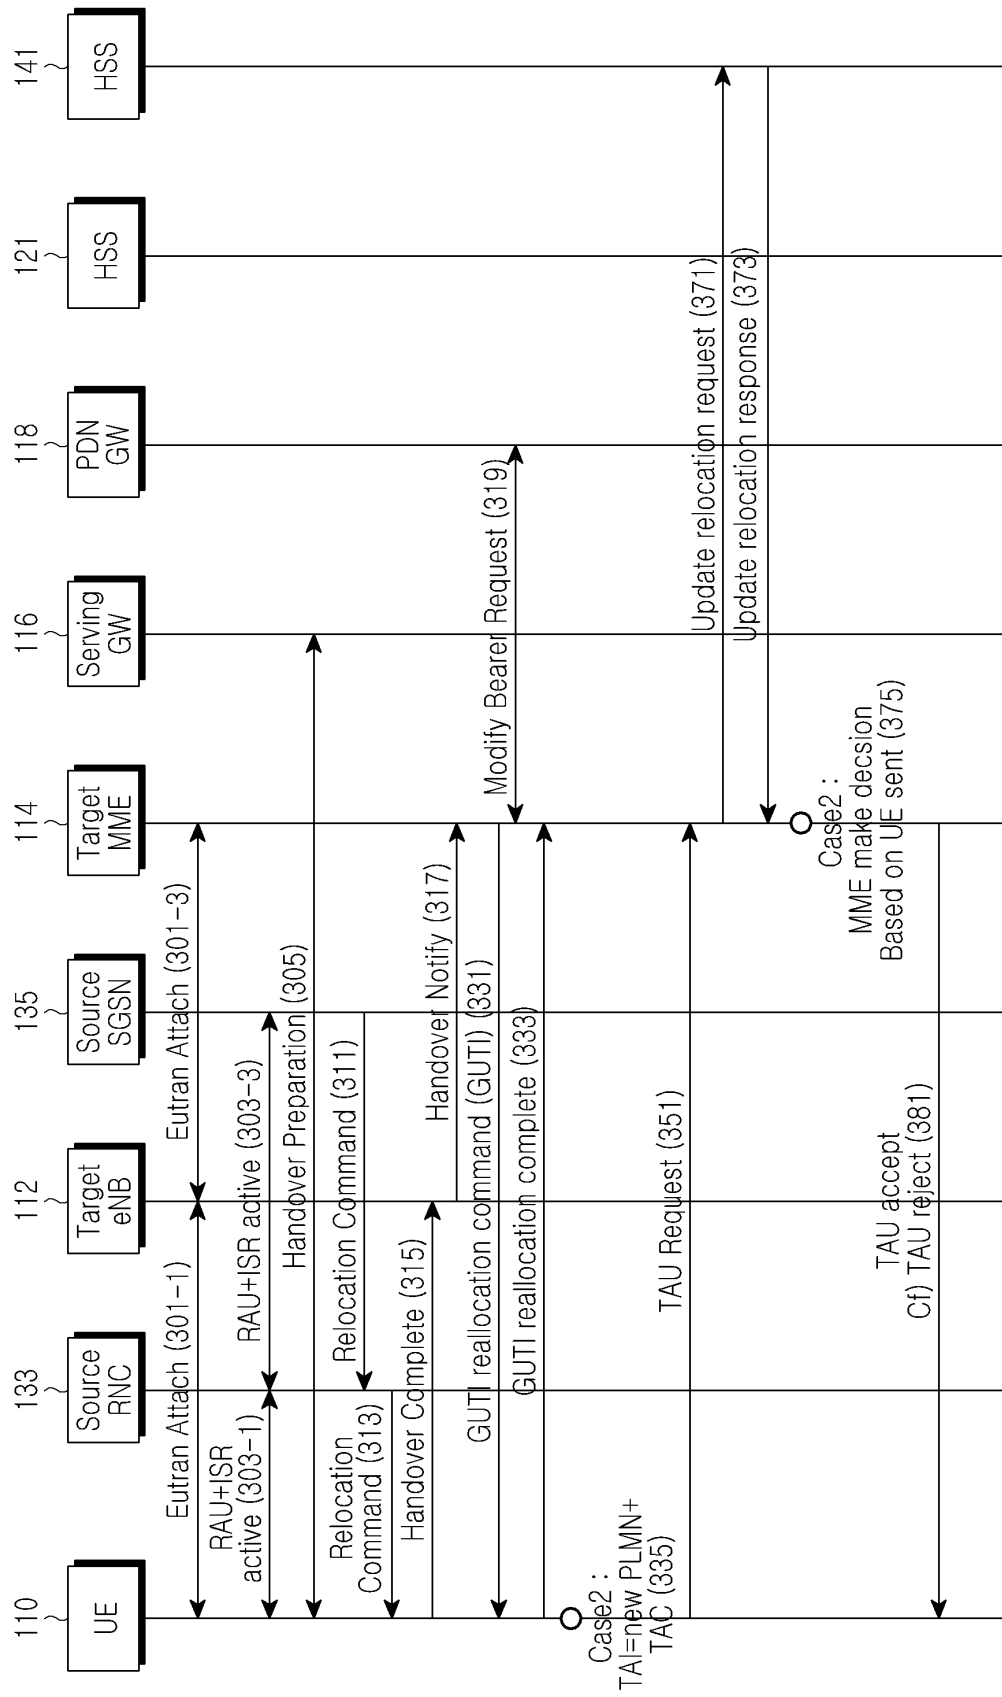 110
133
112
135
114
116
118
121
141
UE
Source
RNC
Target
eNB
Source
SGSN
Target
MME
Serving
GW
PDN
GW
HSS
HSS
Eutran Attach (301-1)
Eutran Attach (301-3)
RAU+ISR
active (303-1)
RAU+ISR active (303-3)
Handover Preparation (305)
Relocation Command (311)
Relocation
Command (313)
Handover Complete (315)
Handover Notify (317)
GUTI reallocation command (GUTI) (331)
Modify Bearer Request (319)
GUTI reallocation complete (333)
Case2 :
TAI=new PLMN+
TAC (335)
TAU Request (351)
Update relocation request (371)
Update relocation response (373)
Case2 :
MME make decsion
Based on UE sent (375)
TAU accept
Cf) TAU reject (381)